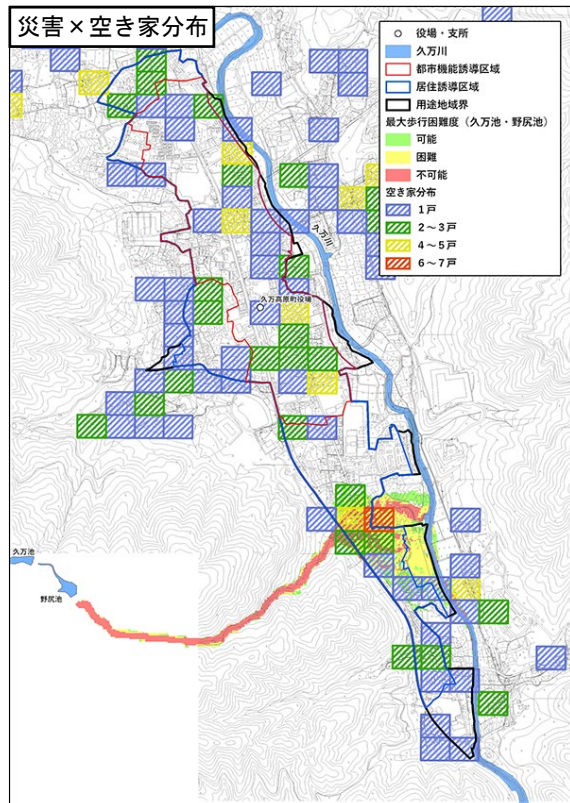 災害×空き家分布
役場・支所
久万川
都市機能誘導区域
居住誘導区域
用途地域界
最大歩行困難度（久万池・野尻池）
可能
困難
不可能
空き家分布
１戸
２～３戸
４～５戸
６～７戸
久万川
久万高原町役場
久万池
野尻池